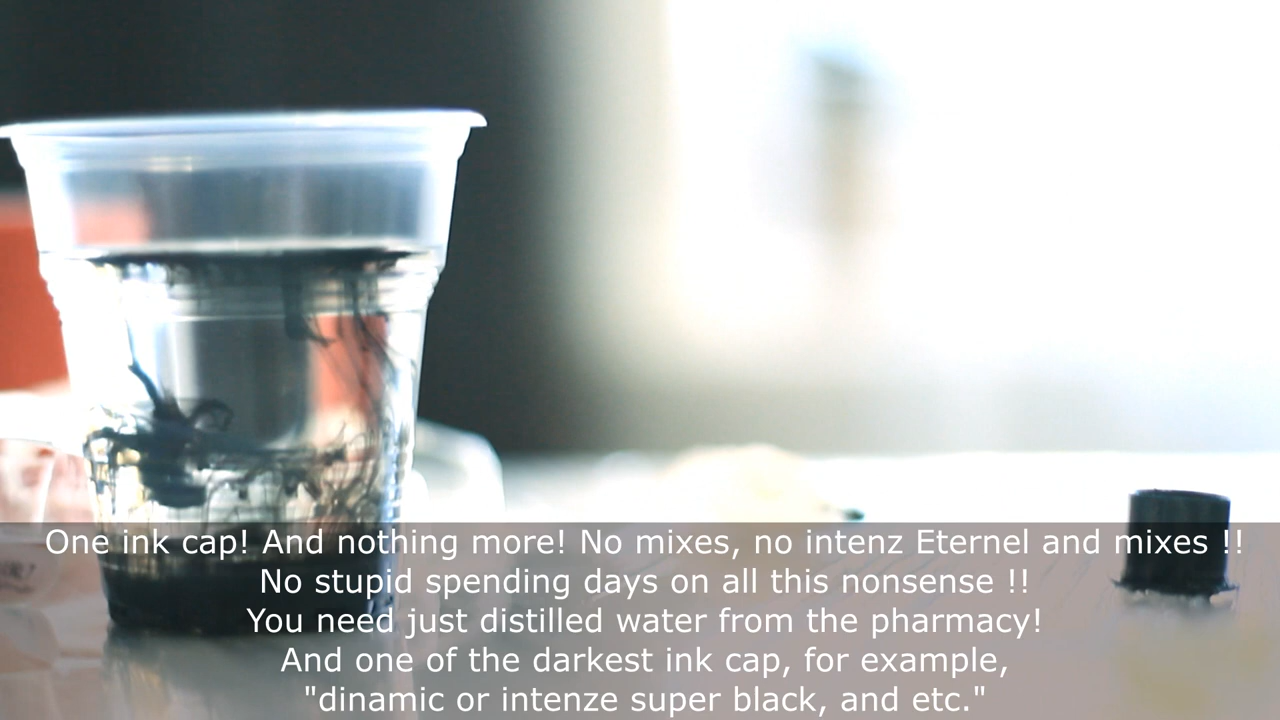 One ink cap! And nothing more! No mixes, no intenz Eternel and mixes !!
No stupid spending days on all this nonsense !!
You need just distilled water from the pharmacy!
And one of the darkest ink cap, for example,
"dinamic or intenze super black, and etc."